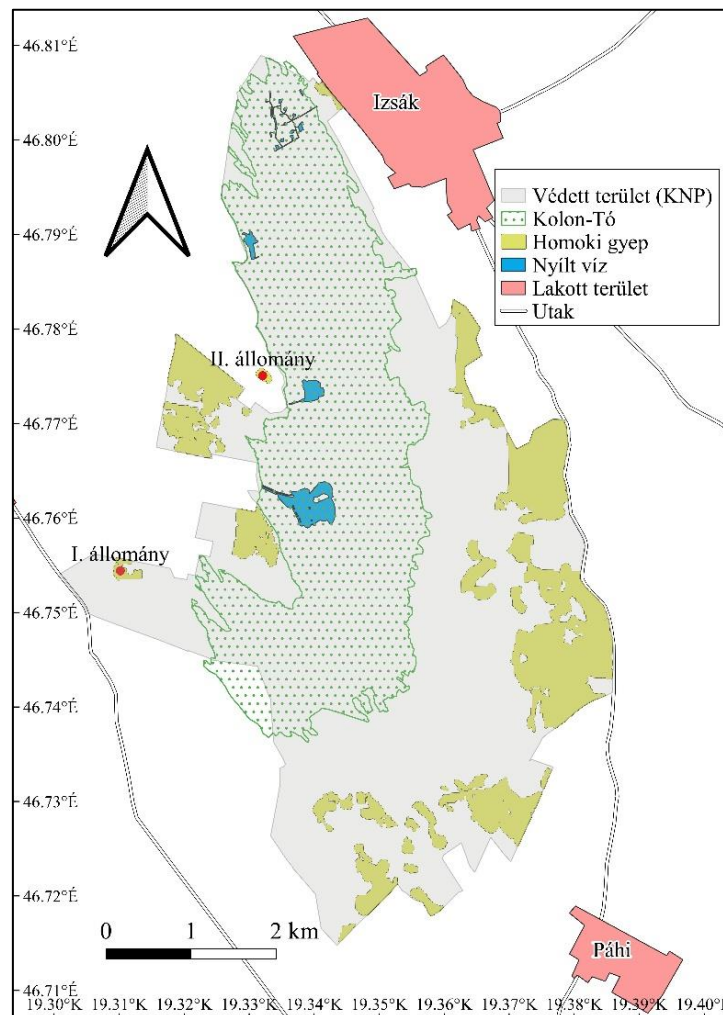 46.81°É
46.80°É
46.79°É
46.78°É
46.77°É
46.76°É
46.75°É
46.74°É
46.73°É
46.72°É
46.71°É
Izsák
Védett terület (KNP)
Kolon-Tó
Homoki gyep
Nyílt víz
Lakott terület
Utak
II. állomány
I. állomány
0 1 2 km
Páhi
19.30°K 19.31°K 19.32°K 19.33°K 19.34°K 19.35°K 19.36°K 19.37°K 19.38°K 19.39°K 19.40°K